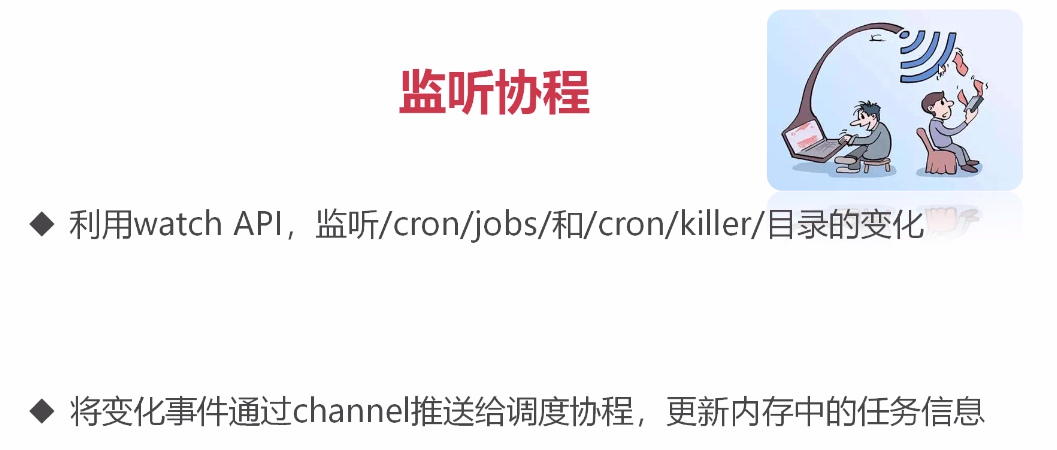 监听协程
◆ 利用watch API，监听/cron/jobs/和/cron/killer/目录的变化
◆ 将变化事件通过channel推送给调度协程，更新内存中的任务信息